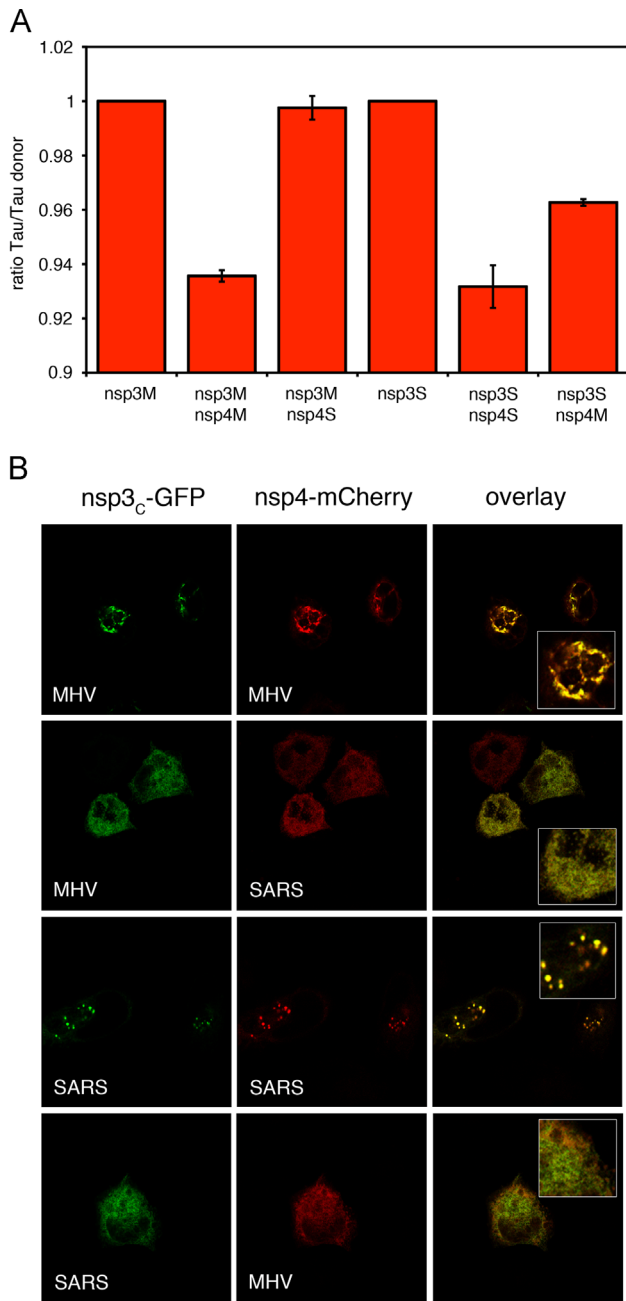 A
1.02
1
0.98
0.96
0.94
0.92
0.9
ratio Tau/Tau donor
nsp3M
nsp3M
nsp4M
nsp3M
nsp4S
nsp3S
nsp3S
nsp4S
nsp3S
nsp4M
B
nsp3C-GFP nsp4-mCherry overlay
MHV MHV
MHV SARS
SARS SARS
SARS MHV